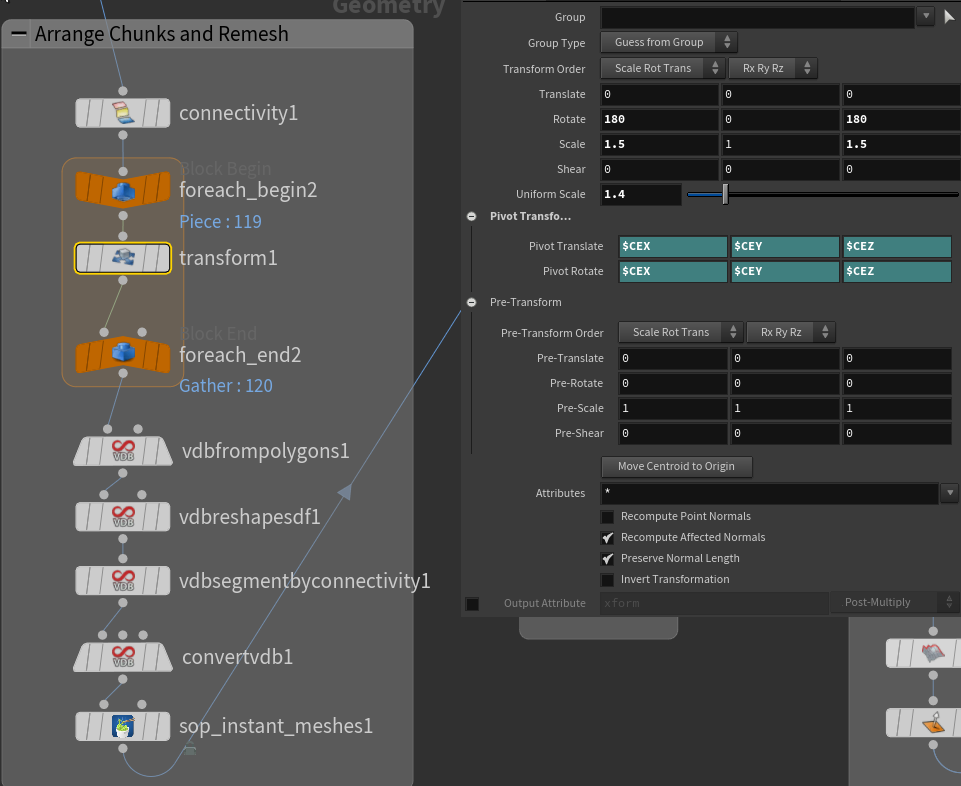 Geometry
Arrange Chunks and Remesh
connectivity1
Block Begin
foreach_begin2
Piece : 119
transform1
Block End
foreach_end2
Gather : 120
vdbfrompolygons1
VDB
vdbreshapesdf1
VDB
vdbsegmentbyconnectivity1
VDB
convertvdb1
VDB
sop_instant_meshes1
Group
Group Type Guess from Group
Transform Order Scale Rot Trans Rx Ry Rz
Translate 0 0 0
Rotate 180 0 180
Scale 1.5 1 1.5
Shear 0 0 0
Uniform Scale 1.4
Pivot Transfo...
Pivot Translate $CEX $CEY $CEZ
Pivot Rotate $CEX $CEY $CEZ
Pre-Transform
Pre-Transform Order Scale Rot Trans Rx Ry Rz
Pre-Translate 0 0 0
Pre-Rotate 0 0 0
Pre-Scale 1 1 1
Pre-Shear 0 0 0
Move Centroid to Origin
Attributes *
Recompute Point Normals
Recompute Affected Normals
Preserve Normal Length
Invert Transformation
Output Attribute xform Post-Multiply